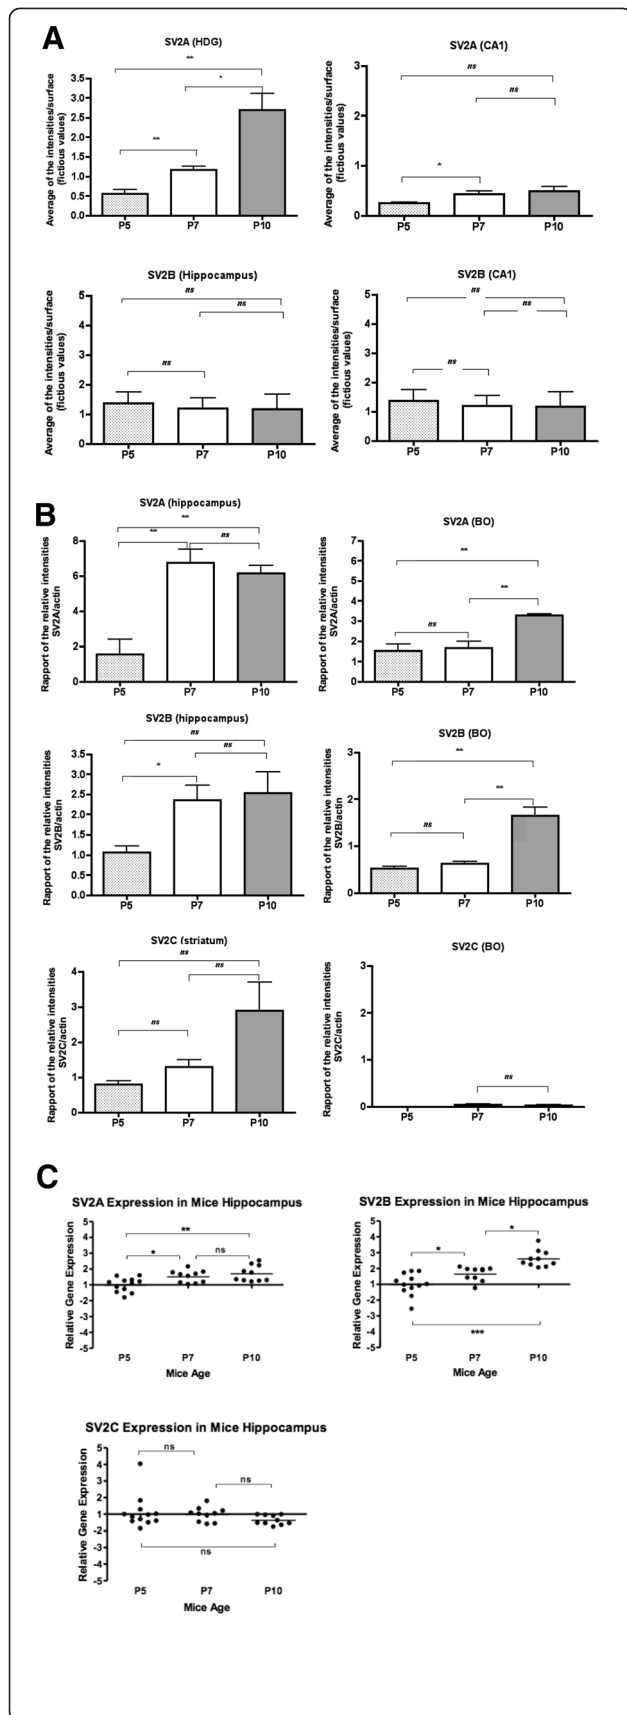 A
SV2A (HDG)
**
*
**
Average of the intensities/surface
(fictious values)
3.5
3.0
2.5
2.0
1.5
1.0
0.5
0.0
P5
P7
P10
SV2A (CA1)
ns
ns
*
Average of the intensities/surface
(fictious values)
3
2
1
0
P5
P7
P10
SV2B (Hippocampus)
ns
ns
ns
Average of the intensities/surface
(fictious values)
5
4
3
2
1
0
P5
P7
P10
SV2B (CA1)
ns
ns
ns
Average of the intensities/surface
(fictious values)
5
4
3
2
1
0
P5
P7
P10
B
SV2A (hippocampus)
**
**
ns
Rapport of the relative intensities
SV2A/actin
8
6
4
2
0
P5
P7
P10
SV2A (BO)
**
**
ns
Rapport of the relative intensities
SV2A/actin
7
6
5
4
3
2
1
0
P5
P7
P10
SV2B (hippocampus)
ns
ns
*
Rapport of the relative intensities
SV2B/actin
3.5
3.0
2.5
2.0
1.5
1.0
0.5
0.0
P5
P7
P10
SV2B (BO)
**
**
ns
Rapport of the relative intensities
SV2B/actin
3
2
1
0
P5
P7
P10
SV2C (striatum)
ns
ns
ns
Rapport of the relative intensities
SV2C/actin
4
3
2
1
0
P5
P7
P10
SV2C (BO)
ns
Rapport of the relative intensities
SV2C/actin
3
2
1
0
P5
P7
P10
C
SV2A Expression in Mice Hippocampus
**
*
ns
Relative Gene Expression
5
4
3
2
1
-2
-3
-4
-5
P5
P7
P10
Mice Age
SV2B Expression in Mice Hippocampus
*
*
***
Relative Gene Expression
5
4
3
2
1
-2
-3
-4
-5
P5
P7
P10
Mice Age
SV2C Expression in Mice Hippocampus
ns
ns
ns
Relative Gene Expression
5
4
3
2
1
-2
-3
-4
-5
P5
P7
P10
Mice Age